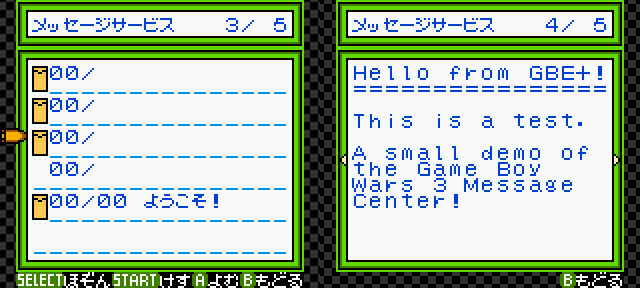 メッセージサービス 3/ 5
00/
00/
00/
00/
00/00 ようこそ!
SELECTほぞん STARTけす Aよむ Bもどる
メッセージサービス 4/ 5
Hello from GBE+!
================
This is a test.
A small demo of
the Game Boy
Wars 3 Message
Center!
Bもどる